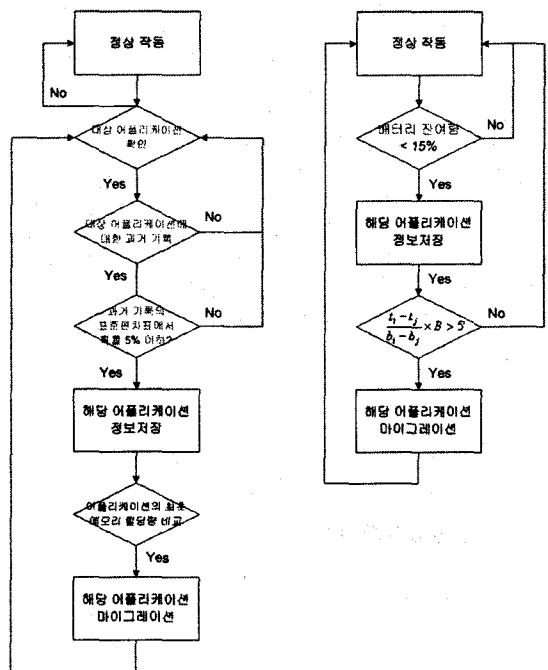 정상 작동
No
대상 어플리케이션
확인
Yes
대상 어플리케이션에
대한 과거 기록
No
Yes
과거 기록의
표준편차표에서
확률 5% 이하?
No
Yes
해당 어플리케이션
정보저장
어플리케이션의
메모리 할당량 비교
Yes
해당 어플리케이션
마이그레이션
정상 작동
배터리 잔여량
< 15%
No
Yes
해당 어플리케이션
정보저장
(t_i - t_j) / (b_i - b_j) × B > 5
No
Yes
해당 어플리케이션
마이그레이션